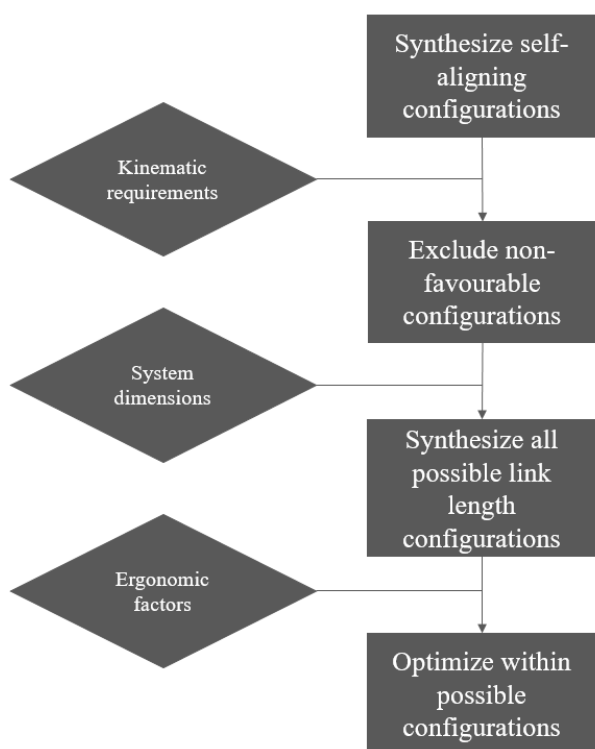 Synthesize self-
aligning
configurations
Kinematic
requirements
Exclude non-
favourable
configurations
System
dimensions
Synthesize all
possible link
length
configurations
Ergonomic
factors
Optimize within
possible
configurations